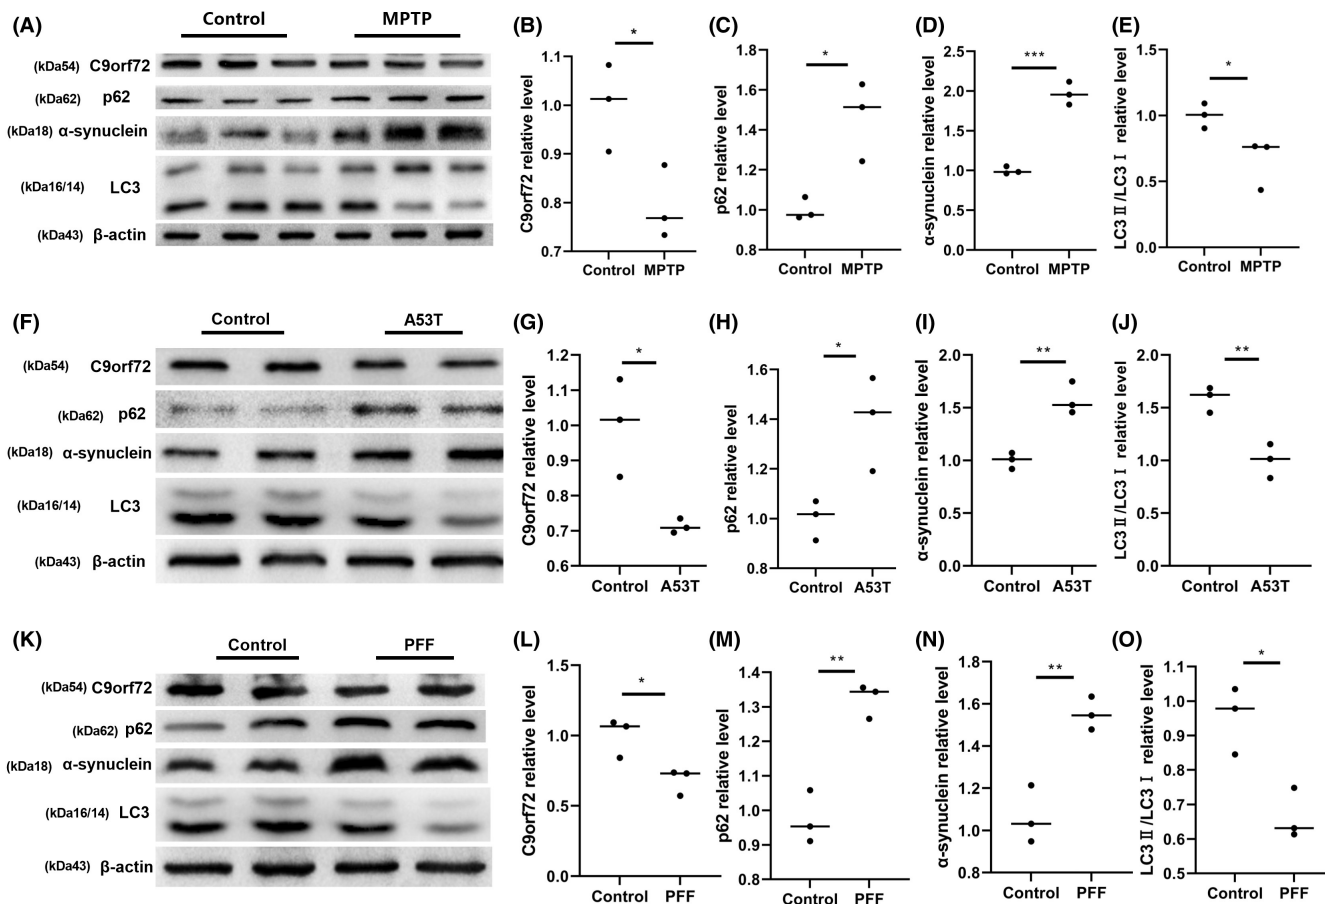 (A) Control MPTP
(kDa54) C9orf72
(kDa62) p62
(kDa18) α-synuclein
(kDa16/14) LC3
(kDa43) β-actin
(B)
*
C9orf72 relative level
1.1
1.0
0.9
0.8
0.7
Control MPTP
(C)
*
p62 relative level
1.8
1.6
1.4
1.2
1.0
0.8
Control MPTP
(D)
***
α-synuclein relative level
2.5
2.0
1.5
1.0
0.5
0.0
Control MPTP
(E)
*
LC3Ⅱ/LC3Ⅰ relative level
1.5
1.0
0.5
0.0
Control MPTP
(F) Control A53T
(kDa54) C9orf72
(kDa62) p62
(kDa18) α-synuclein
(kDa16/14) LC3
(kDa43) β-actin
(G)
*
C9orf72 relative level
1.2
1.1
1.0
0.9
0.8
0.7
0.6
Control A53T
(H)
*
p62 relative level
1.6
1.4
1.2
1.0
0.8
Control A53T
(I)
**
α-synuclein relative level
2.0
1.5
1.0
0.5
0.0
Control A53T
(J)
**
LC3Ⅱ/LC3Ⅰ relative level
2.0
1.5
1.0
0.5
0.0
Control A53T
(K) Control PFF
(kDa54) C9orf72
(kDa62) p62
(kDa18) α-synuclein
(kDa16/14) LC3
(kDa43) β-actin
(L)
*
C9orf72 relative level
1.5
1.0
0.5
0.0
Control PFF
(M)
**
p62 relative level
1.4
1.3
1.2
1.1
1.0
0.9
0.8
Control PFF
(N)
**
α-synuclein relative level
1.8
1.6
1.4
1.2
1.0
0.8
Control PFF
(O)
*
LC3Ⅱ/LC3Ⅰ relative level
1.1
1.0
0.9
0.8
0.7
0.6
0.5
Control PFF